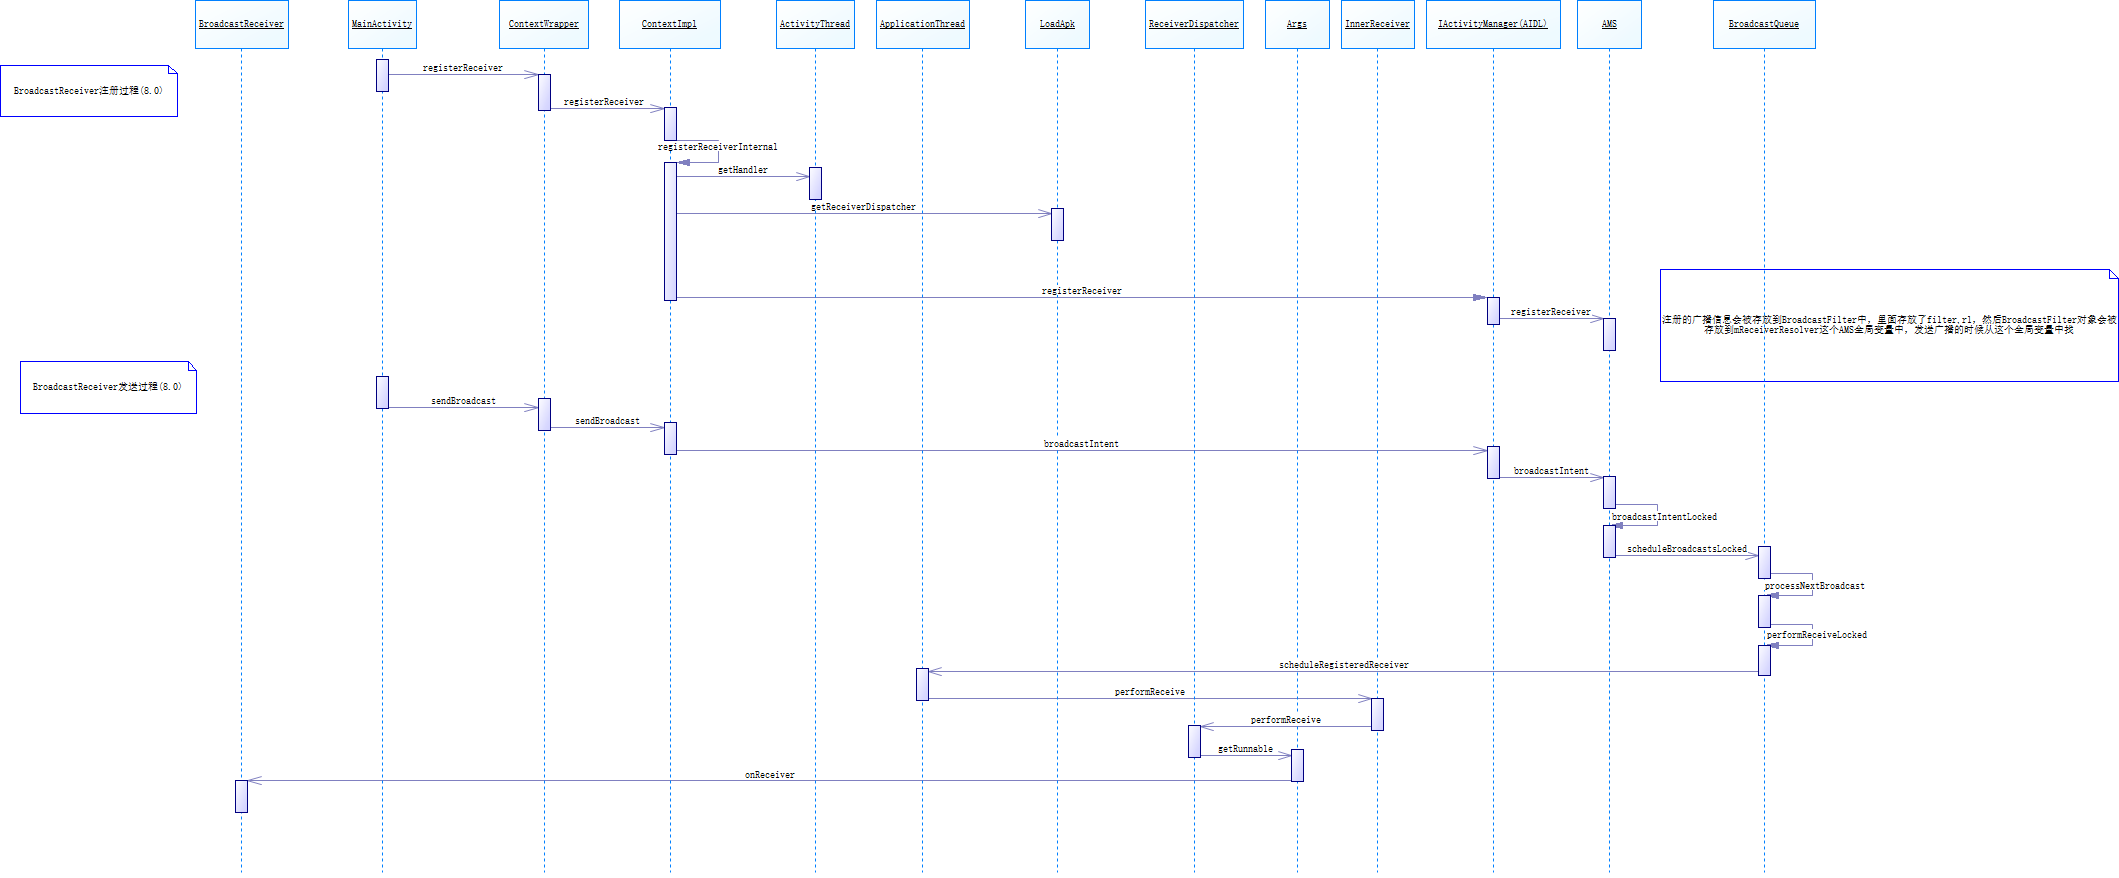 BroadcastReceiver
MainActivity
ContextWrapper
ContextImpl
ActivityThread
ApplicationThread
LoadApk
ReceiverDispatcher
Args
InnerReceiver
IActivityManager(AIDL)
AMS
BroadcastQueue
registerReceiver
BroadcastReceiver注册过程(8.0)
registerReceiver
registerReceiverInternal
getHandler
getReceiverDispatcher
registerReceiver
registerReceiver
注册的广播信息会被存放到BroadcastFilter中，里面存放了filter,rl，然后BroadcastFilter对象会被
存放到mReceiverResolver这个AMS全局变量中，发送广播的时候从这个全局变量中找
BroadcastReceiver发送过程(8.0)
sendBroadcast
sendBroadcast
broadcastIntent
broadcastIntent
broadcastIntentLocked
scheduleBroadcastsLocked
processNextBroadcast
performReceiveLocked
scheduleRegisteredReceiver
performReceive
performReceive
getRunnable
onReceiver